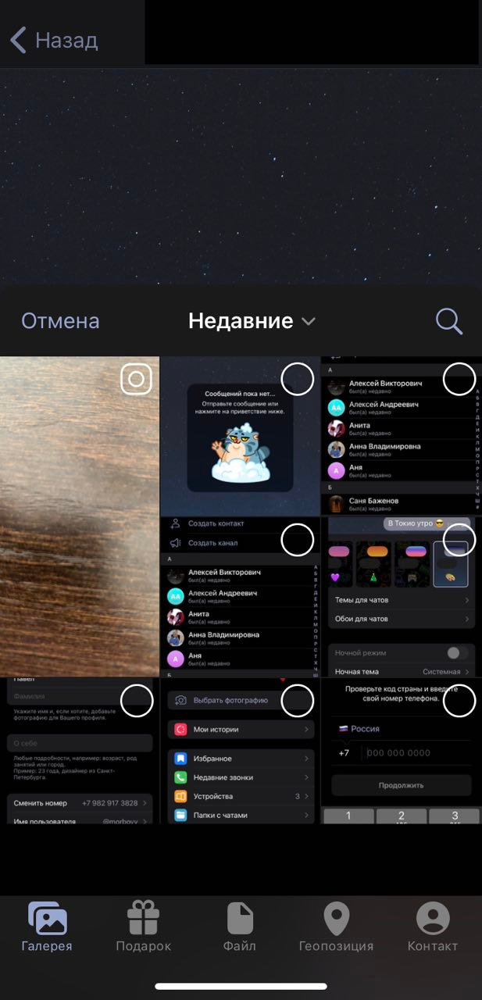 Назад
Отмена
Недавние
Сообщений пока нет...
Отправьте сообщение или
нажмите на приветствие ниже.
А
Алексей Викторович
был(а) недавно
АА
Алексей Андреевич
был(а) недавно
Анита
был(а) недавно
Анна Владимировна
был(а) недавно
А
Аня
был(а) недавно
Б
Саня Баженов
был(а) недавно
Создать контакт
Создать канал
А
Алексей Викторович
был(а) недавно
АА
Алексей Андреевич
был(а) недавно
Анита
был(а) недавно
Анна Владимировна
был(а) недавно
А
Аня
был(а) недавно
Б
В Токио утро 😎
Темы для чатов
Обои для чатов
Ночной режим
Ночная тема
Системная
Павел
Фамилия
Укажите имя и, если хотите, добавьте
фотографию для Вашего профиля.
О себе
Любые подробности, например: возраст, род
занятий или город.
Пример: 23 года, дизайнер из Санкт-
Петербурга.
Сменить номер +7 982 917 3828
Имя пользователя @morbovv
Выбрать фотографию
Мои истории
Избранное
Недавние звонки
Устройства 3
Папки с чатами
Проверьте код страны и введите
свой номер телефона.
Россия
+7 000 000 0000
Продолжить
1 2 3
Галерея
Подарок
Файл
Геопозиция
Контакт